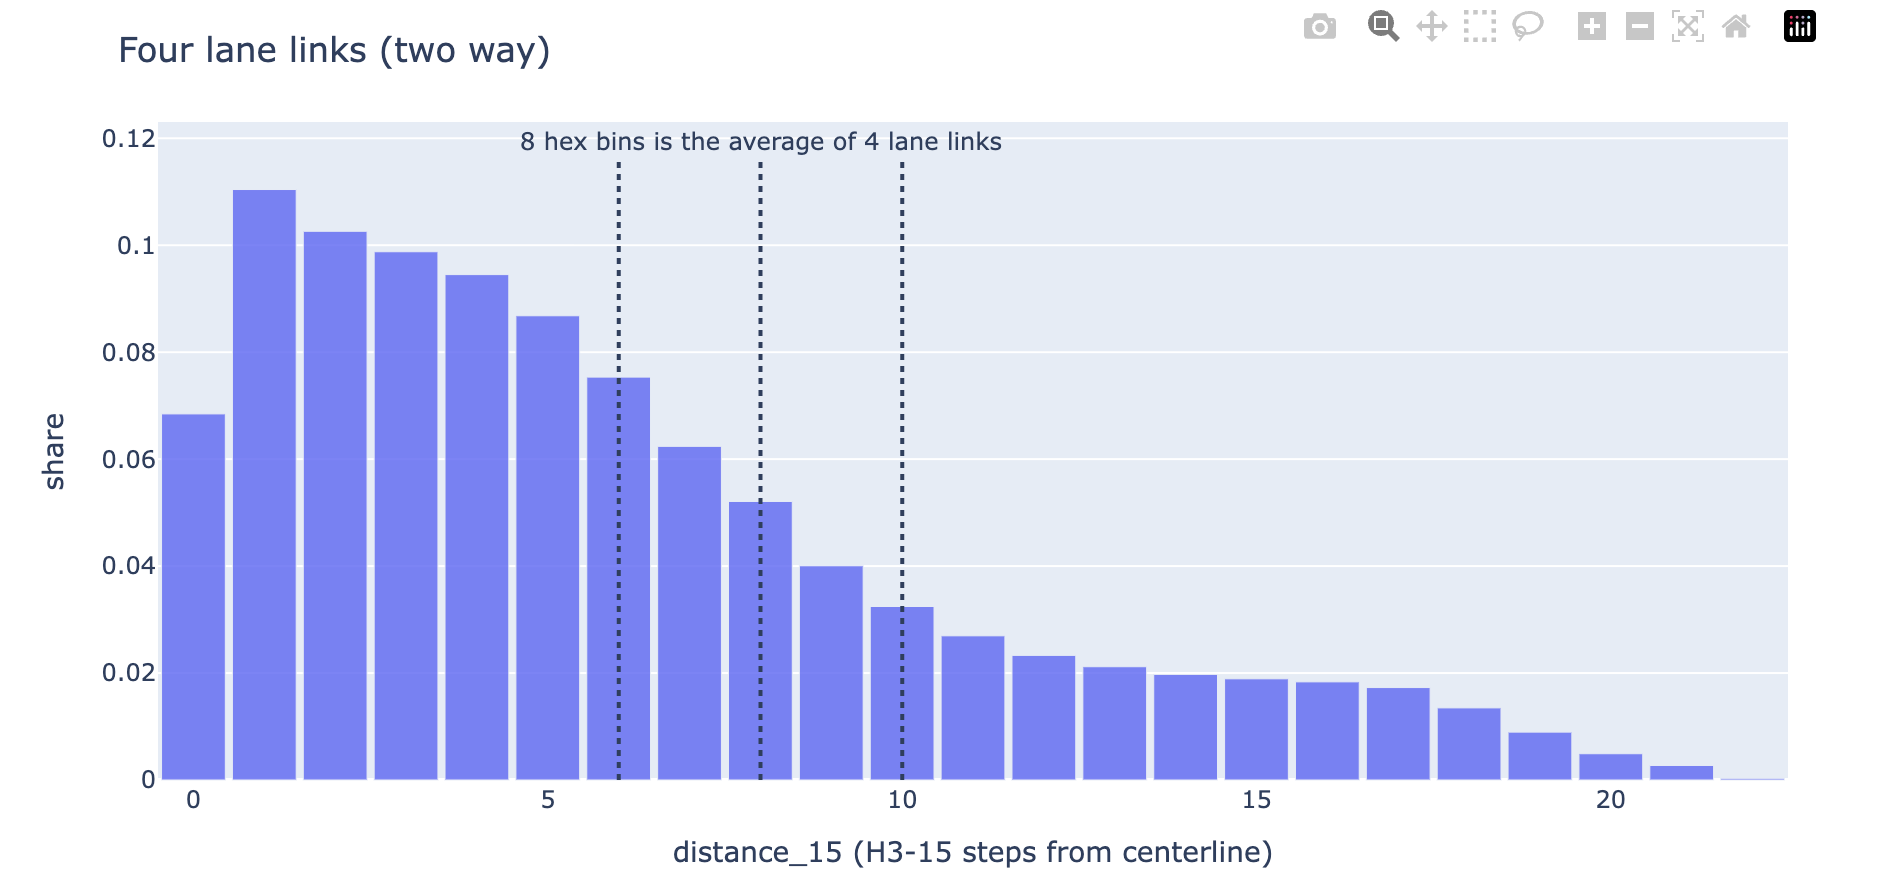 Four lane links (two way)
8 hex bins is the average of 4 lane links
0.12
0.1
0.08
0.06
0.04
0.02
0
share
0 5 10 15 20
distance_15 (H3-15 steps from centerline)